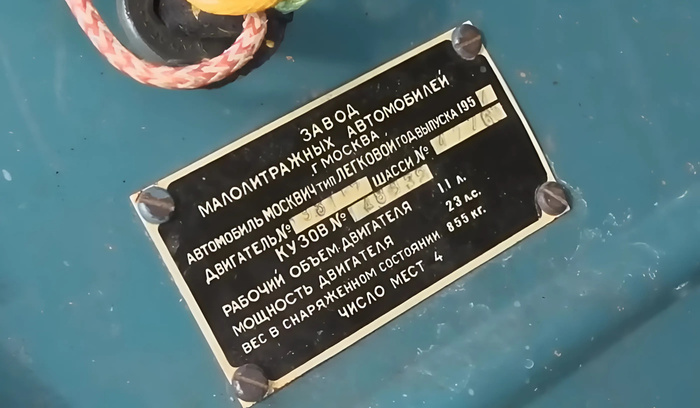 ЗАВОД
МАЛОЛИТРАЖНЫХ АВТОМОБИЛЕЙ
Г. МОСКВА
АВТОМОБИЛЬ МОСКВИЧ ТИП ЛЕГКОВОЙ ГОД ВЫПУСКА 195
ДВИГАТЕЛЬ № ШАССИ №
КУЗОВ №
РАБОЧИЙ ОБЪЕМ ДВИГАТЕЛЯ 1,1 л.
МОЩНОСТЬ ДВИГАТЕЛЯ 23 л.с.
ВЕС В СНАРЯЖЕННОМ СОСТОЯНИИ 855 кг.
ЧИСЛО МЕСТ 4